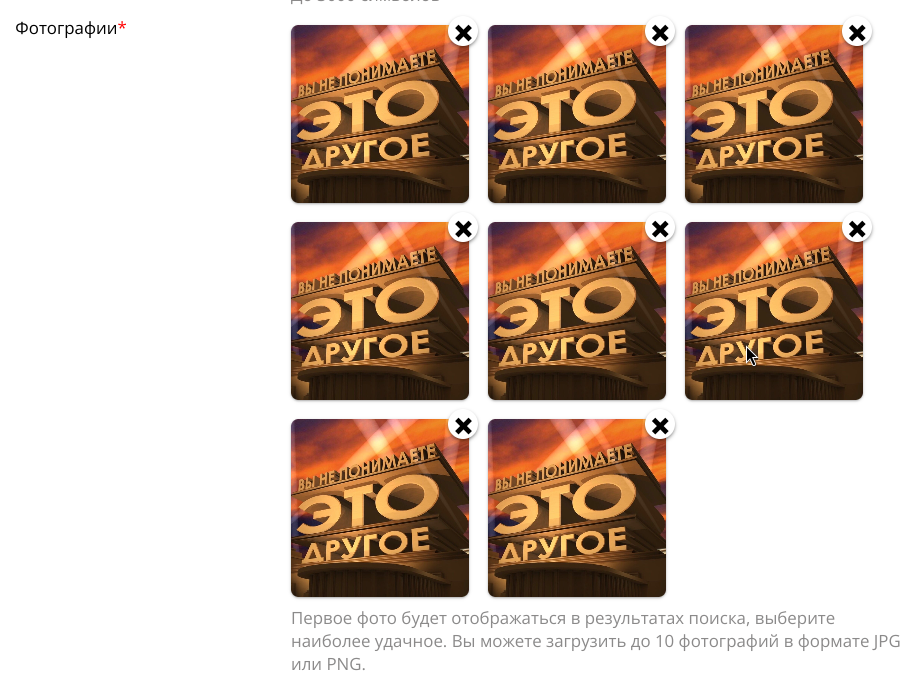 Фотографии*
ВЫ НЕ ПОНИМАЕТЕ
ЭТО
ДРУГОЕ
ВЫ НЕ ПОНИМАЕТЕ
ЭТО
ДРУГОЕ
ВЫ НЕ ПОНИМАЕТЕ
ЭТО
ДРУГОЕ
ВЫ НЕ ПОНИМАЕТЕ
ЭТО
ДРУГОЕ
ВЫ НЕ ПОНИМАЕТЕ
ЭТО
ДРУГОЕ
ВЫ НЕ ПОНИМАЕТЕ
ЭТО
ДРУГОЕ
ВЫ НЕ ПОНИМАЕТЕ
ЭТО
ДРУГОЕ
ВЫ НЕ ПОНИМАЕТЕ
ЭТО
ДРУГОЕ
Первое фото будет отображаться в результатах поиска, выберите
наиболее удачное. Вы можете загрузить до 10 фотографий в формате JPG
или PNG.